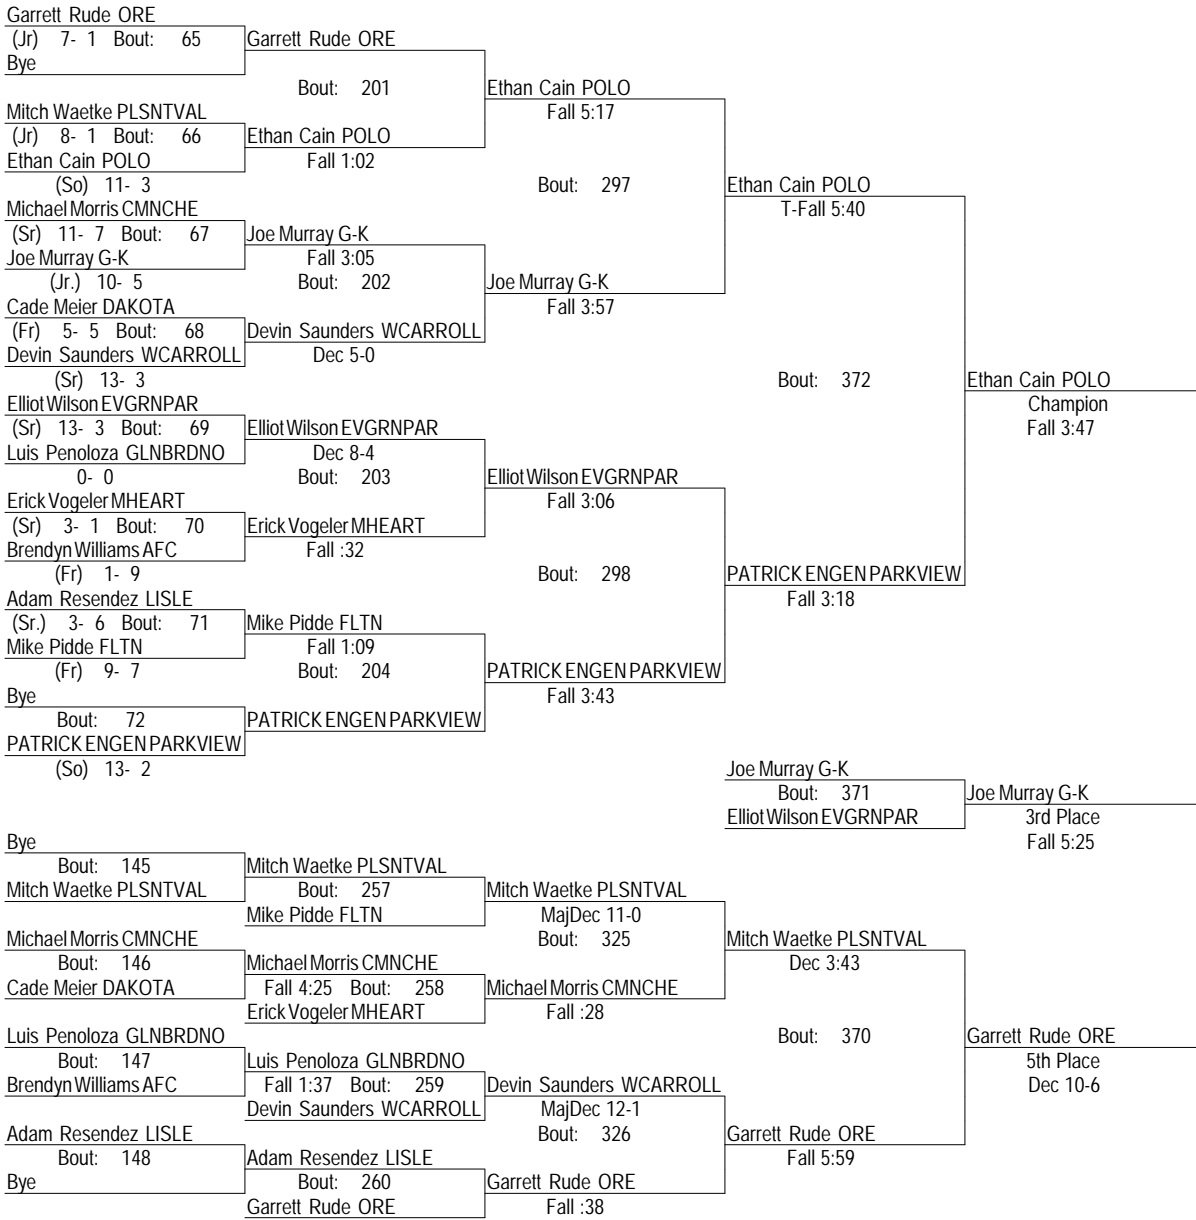 Garrett Rude ORE
(Jr) 7- 1 Bout: 65 Garrett Rude ORE
Bye
Bout: 201 Ethan Cain POLO
Mitch Waetke PLSNTVAL Fall 5:17
(Jr) 8- 1 Bout: 66 Ethan Cain POLO
Ethan Cain POLO Fall 1:02
(So) 11- 3 Bout: 297 Ethan Cain POLO
Michael Morris CMNCHE T-Fall 5:40
(Sr) 11- 7 Bout: 67 Joe Murray G-K
Joe Murray G-K Fall 3:05
(Jr.) 10- 5 Bout: 202 Joe Murray G-K
Cade Meier DAKOTA Fall 3:57
(Fr) 5- 5 Bout: 68 Devin Saunders WCARROLL
Devin Saunders WCARROLL Dec 5-0
(Sr) 13- 3 Bout: 372 Ethan Cain POLO
Elliot Wilson EVGRNPAR Champion
(Sr) 13- 3 Bout: 69 Elliot Wilson EVGRNPAR Fall 3:47
Luis Penoloza GLNBRDNO Dec 8-4
0- 0 Bout: 203 Elliot Wilson EVGRNPAR
Erick Vogeler MHEART Fall 3:06
(Sr) 3- 1 Bout: 70 Erick Vogeler MHEART
Brendyn Williams AFC Fall :32
(Fr) 1- 9 Bout: 298 PATRICK ENGEN PARKVIEW
Adam Resendez LISLE Fall 3:18
(Sr.) 3- 6 Bout: 71 Mike Pidde FLTN
Mike Pidde FLTN Fall 1:09
(Fr) 9- 7 Bout: 204 PATRICK ENGEN PARKVIEW
Bye Fall 3:43
Bout: 72 PATRICK ENGEN PARKVIEW
PATRICK ENGEN PARKVIEW
(So) 13- 2 Joe Murray G-K
Bout: 371 Joe Murray G-K
Elliot Wilson EVGRNPAR 3rd Place
Bye Fall 5:25
Bout: 145 Mitch Waetke PLSNTVAL
Mitch Waetke PLSNTVAL Bout: 257 Mitch Waetke PLSNTVAL
Mike Pidde FLTN MajDec 11-0
Michael Morris CMNCHE Bout: 325 Mitch Waetke PLSNTVAL
Bout: 146 Michael Morris CMNCHE Dec 3:43
Cade Meier DAKOTA Fall 4:25 Bout: 258 Michael Morris CMNCHE
Erick Vogeler MHEART Fall :28
Luis Penoloza GLNBRDNO Bout: 370 Garrett Rude ORE
Bout: 147 Luis Penoloza GLNBRDNO 5th Place
Brendyn Williams AFC Fall 1:37 Bout: 259 Devin Saunders WCARROLL Dec 10-6
Devin Saunders WCARROLL MajDec 12-1
Adam Resendez LISLE Bout: 326 Garrett Rude ORE
Bout: 148 Adam Resendez LISLE Fall 5:59
Bye Bout: 260 Garrett Rude ORE
Garrett Rude ORE Fall :38